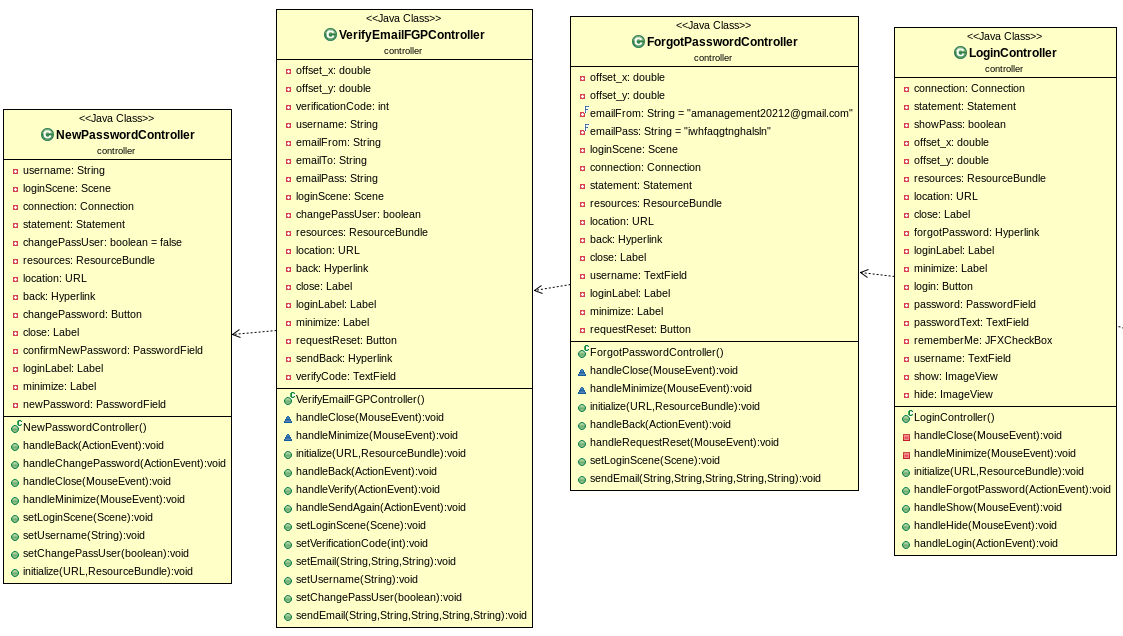 <<Java Class>>
NewPasswordController
controller
username: String
loginScene: Scene
connection: Connection
statement: Statement
changePassUser: boolean = false
resources: ResourceBundle
location: URL
back: Hyperlink
changePassword: Button
close: Label
confirmNewPassword: PasswordField
loginLabel: Label
minimize: Label
newPassword: PasswordField
NewPasswordController()
handleBack(ActionEvent):void
handleChangePassword(ActionEvent):void
handleClose(MouseEvent):void
handleMinimize(MouseEvent):void
setLoginScene(Scene):void
setUsername(String):void
setChangePassUser(boolean):void
initialize(URL,ResourceBundle):void
<<Java Class>>
VerifyEmailFGPController
controller
offset_x: double
offset_y: double
verificationCode: int
username: String
emailFrom: String
emailTo: String
emailPass: String
loginScene: Scene
changePassUser: boolean
resources: ResourceBundle
location: URL
back: Hyperlink
close: Label
loginLabel: Label
minimize: Label
requestReset: Button
sendBack: Hyperlink
verifyCode: TextField
VerifyEmailFGPController()
handleClose(MouseEvent):void
handleMinimize(MouseEvent):void
initialize(URL,ResourceBundle):void
handleBack(ActionEvent):void
handleVerify(ActionEvent):void
handleSendAgain(ActionEvent):void
setLoginScene(Scene):void
setVerificationCode(int):void
setEmail(String,String,String):void
setUsername(String):void
setChangePassUser(boolean):void
sendEmail(String,String,String,String,String):void
<<Java Class>>
ForgotPasswordController
controller
offset_x: double
offset_y: double
emailFrom: String = "amanagement20212@gmail.com"
emailPass: String = "iwhfaqgtnghalsln"
loginScene: Scene
connection: Connection
statement: Statement
resources: ResourceBundle
location: URL
back: Hyperlink
close: Label
username: TextField
loginLabel: Label
minimize: Label
requestReset: Button
ForgotPasswordController()
handleClose(MouseEvent):void
handleMinimize(MouseEvent):void
initialize(URL,ResourceBundle):void
handleBack(ActionEvent):void
handleRequestReset(MouseEvent):void
setLoginScene(Scene):void
sendEmail(String,String,String,String,String):void
<<Java Class>>
LoginController
controller
connection: Connection
statement: Statement
showPass: boolean
offset_x: double
offset_y: double
resources: ResourceBundle
location: URL
close: Label
forgotPassword: Hyperlink
loginLabel: Label
minimize: Label
login: Button
password: PasswordField
passwordText: TextField
rememberMe: JFXCheckBox
username: TextField
show: ImageView
hide: ImageView
LoginController()
handleClose(MouseEvent):void
handleMinimize(MouseEvent):void
initialize(URL,ResourceBundle):void
handleForgotPassword(ActionEvent):void
handleShow(MouseEvent):void
handleHide(MouseEvent):void
handleLogin(ActionEvent):void